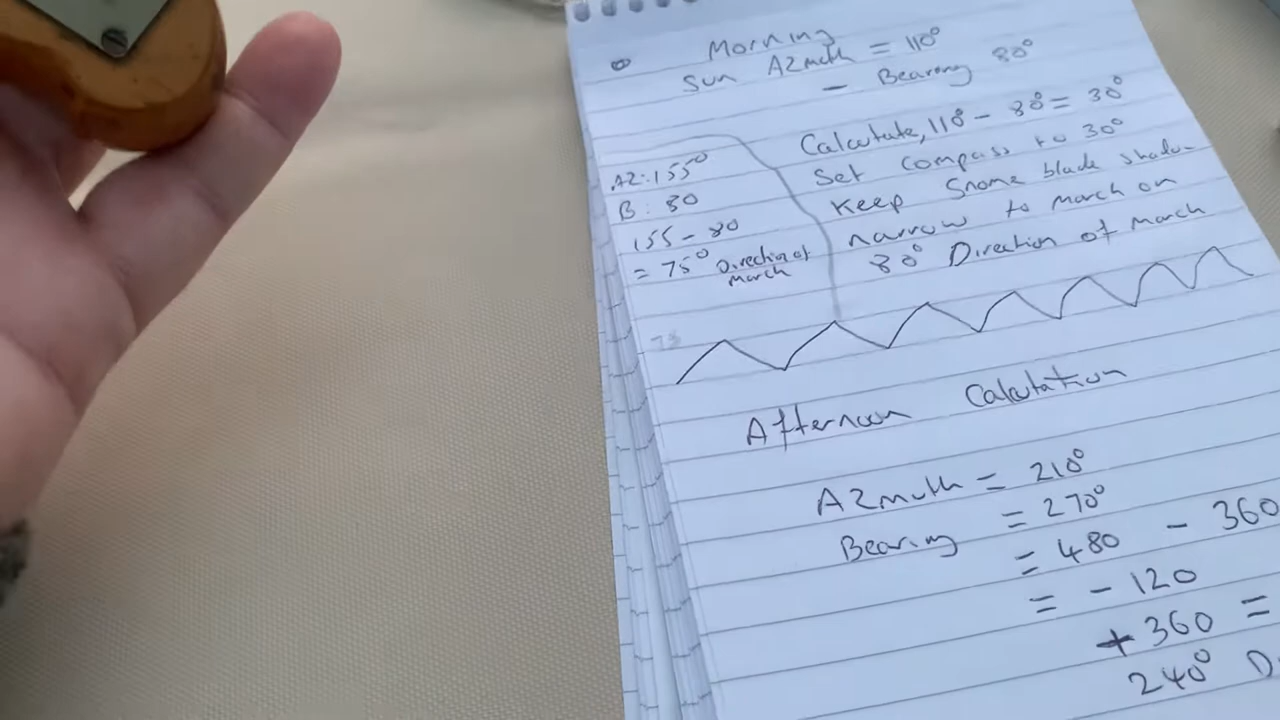 Morning
Sun Azmuth = 110°
- Bearing 80°
Calculate, 110° - 80° = 30°
Set compass to 30°
Keep Gnome blade shadow
narrow to march on
80° Direction of march
AZ: 155°
B: 80
155 - 80
= 75° Direction of
march
75
Afternoon Calculation
Azmuth = 210°
Bearing = 270°
= 480 - 360
= - 120
+ 360 =
240° D